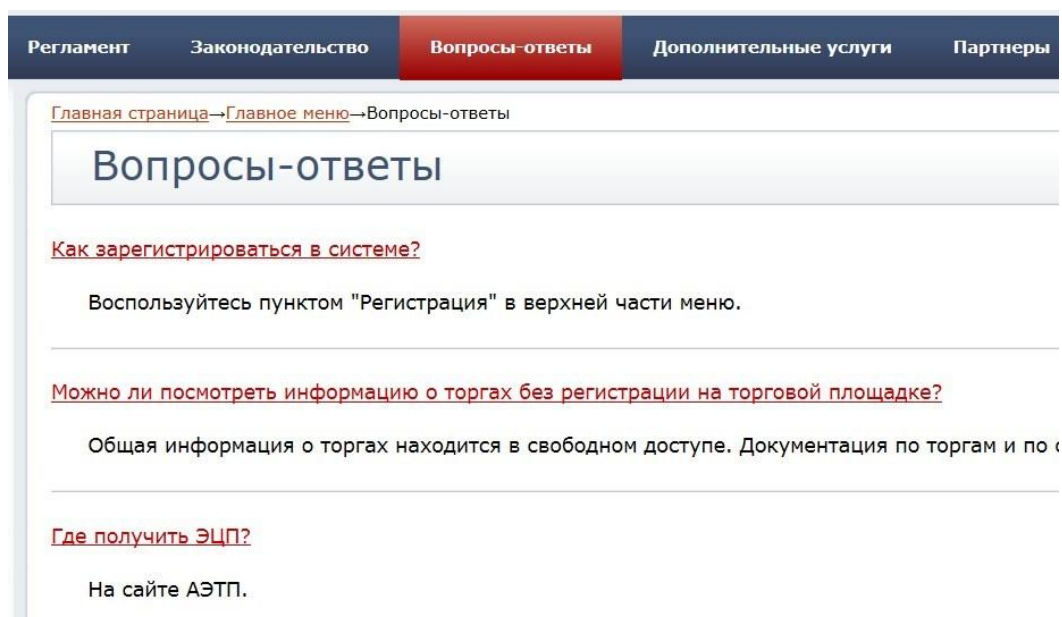 Регламент Законодательство Вопросы-ответы Дополнительные услуги Партнеры
Главная страница→Главное меню→Вопросы-ответы
Вопросы-ответы
Как зарегистрироваться в системе?
Воспользуйтесь пунктом "Регистрация" в верхней части меню.
Можно ли посмотреть информацию о торгах без регистрации на торговой площадке?
Общая информация о торгах находится в свободном доступе. Документация по торгам и по
Где получить ЭЦП?
На сайте АЭТП.